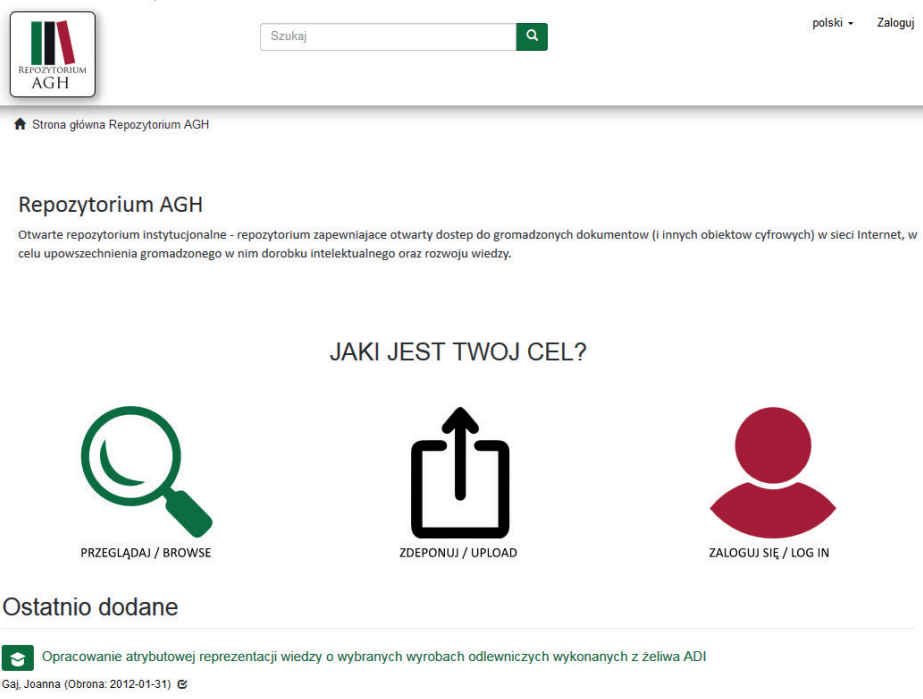 polski
Zaloguj
Szukaj
REPOZYTORIUM
AGH
Strona główna Repozytorium AGH
Repozytorium AGH
Otwarte repozytorium instytucjonalne - repozytorium zapewniajace otwarty dostep do gromadzonych dokumentow (i innych obiektow cyfrowych) w sieci Internet, w
celu upowszechnienia gromadzonego w nim dorobku intelektualnego oraz rozwoju wiedzy.
JAKI JEST TWOJ CEL?
PRZEGLĄDAJ / BROWSE
ZDEPONUJ / UPLOAD
ZALOGUJ SIĘ / LOG IN
Ostatnio dodane
Opracowanie atrybutowej reprezentacji wiedzy o wybranych wyrobach odlewniczych wykonanych z żeliwa ADI
Gaj, Joanna (Obrona: 2012-01-31)